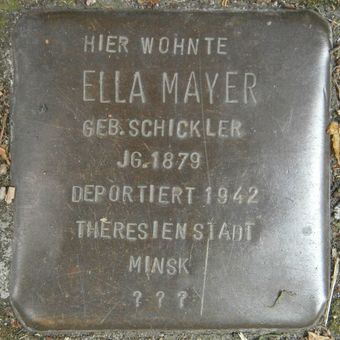 HIER WOHNTE
ELLA MAYER
GEB. SCHICKLER
JG. 1879
DEPORTIERT 1942
THERESIENSTADT
MINSK
? ? ?